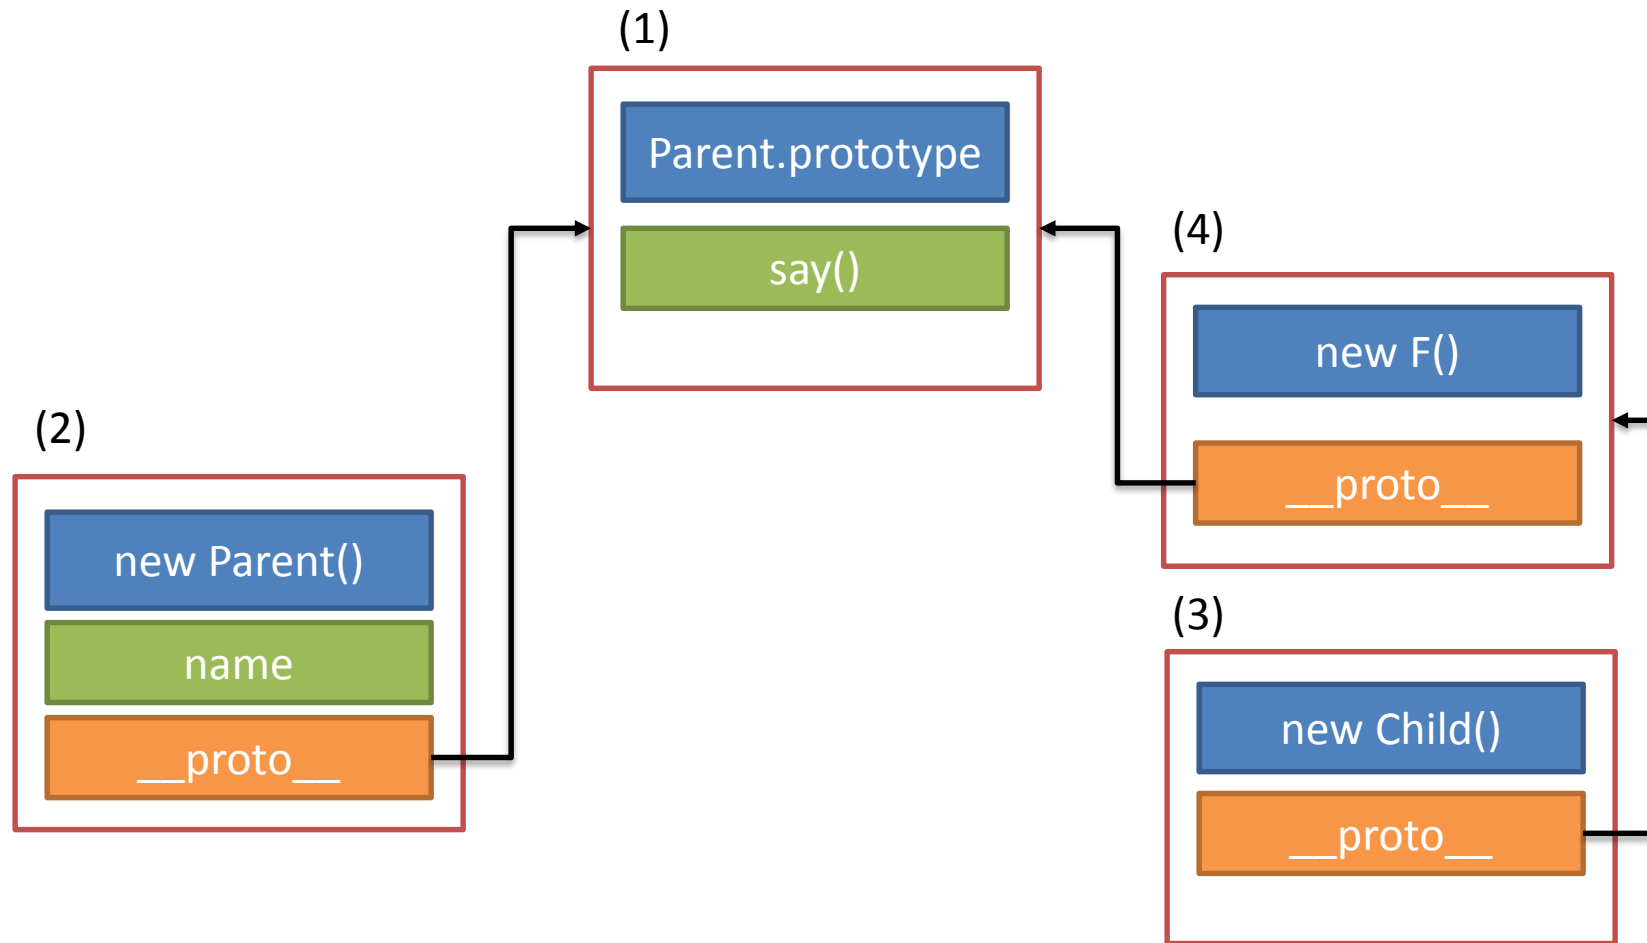 (1)
Parent.prototype
say()
(2)
new Parent()
name
__proto__
(4)
new F()
__proto__
(3)
new Child()
__proto__